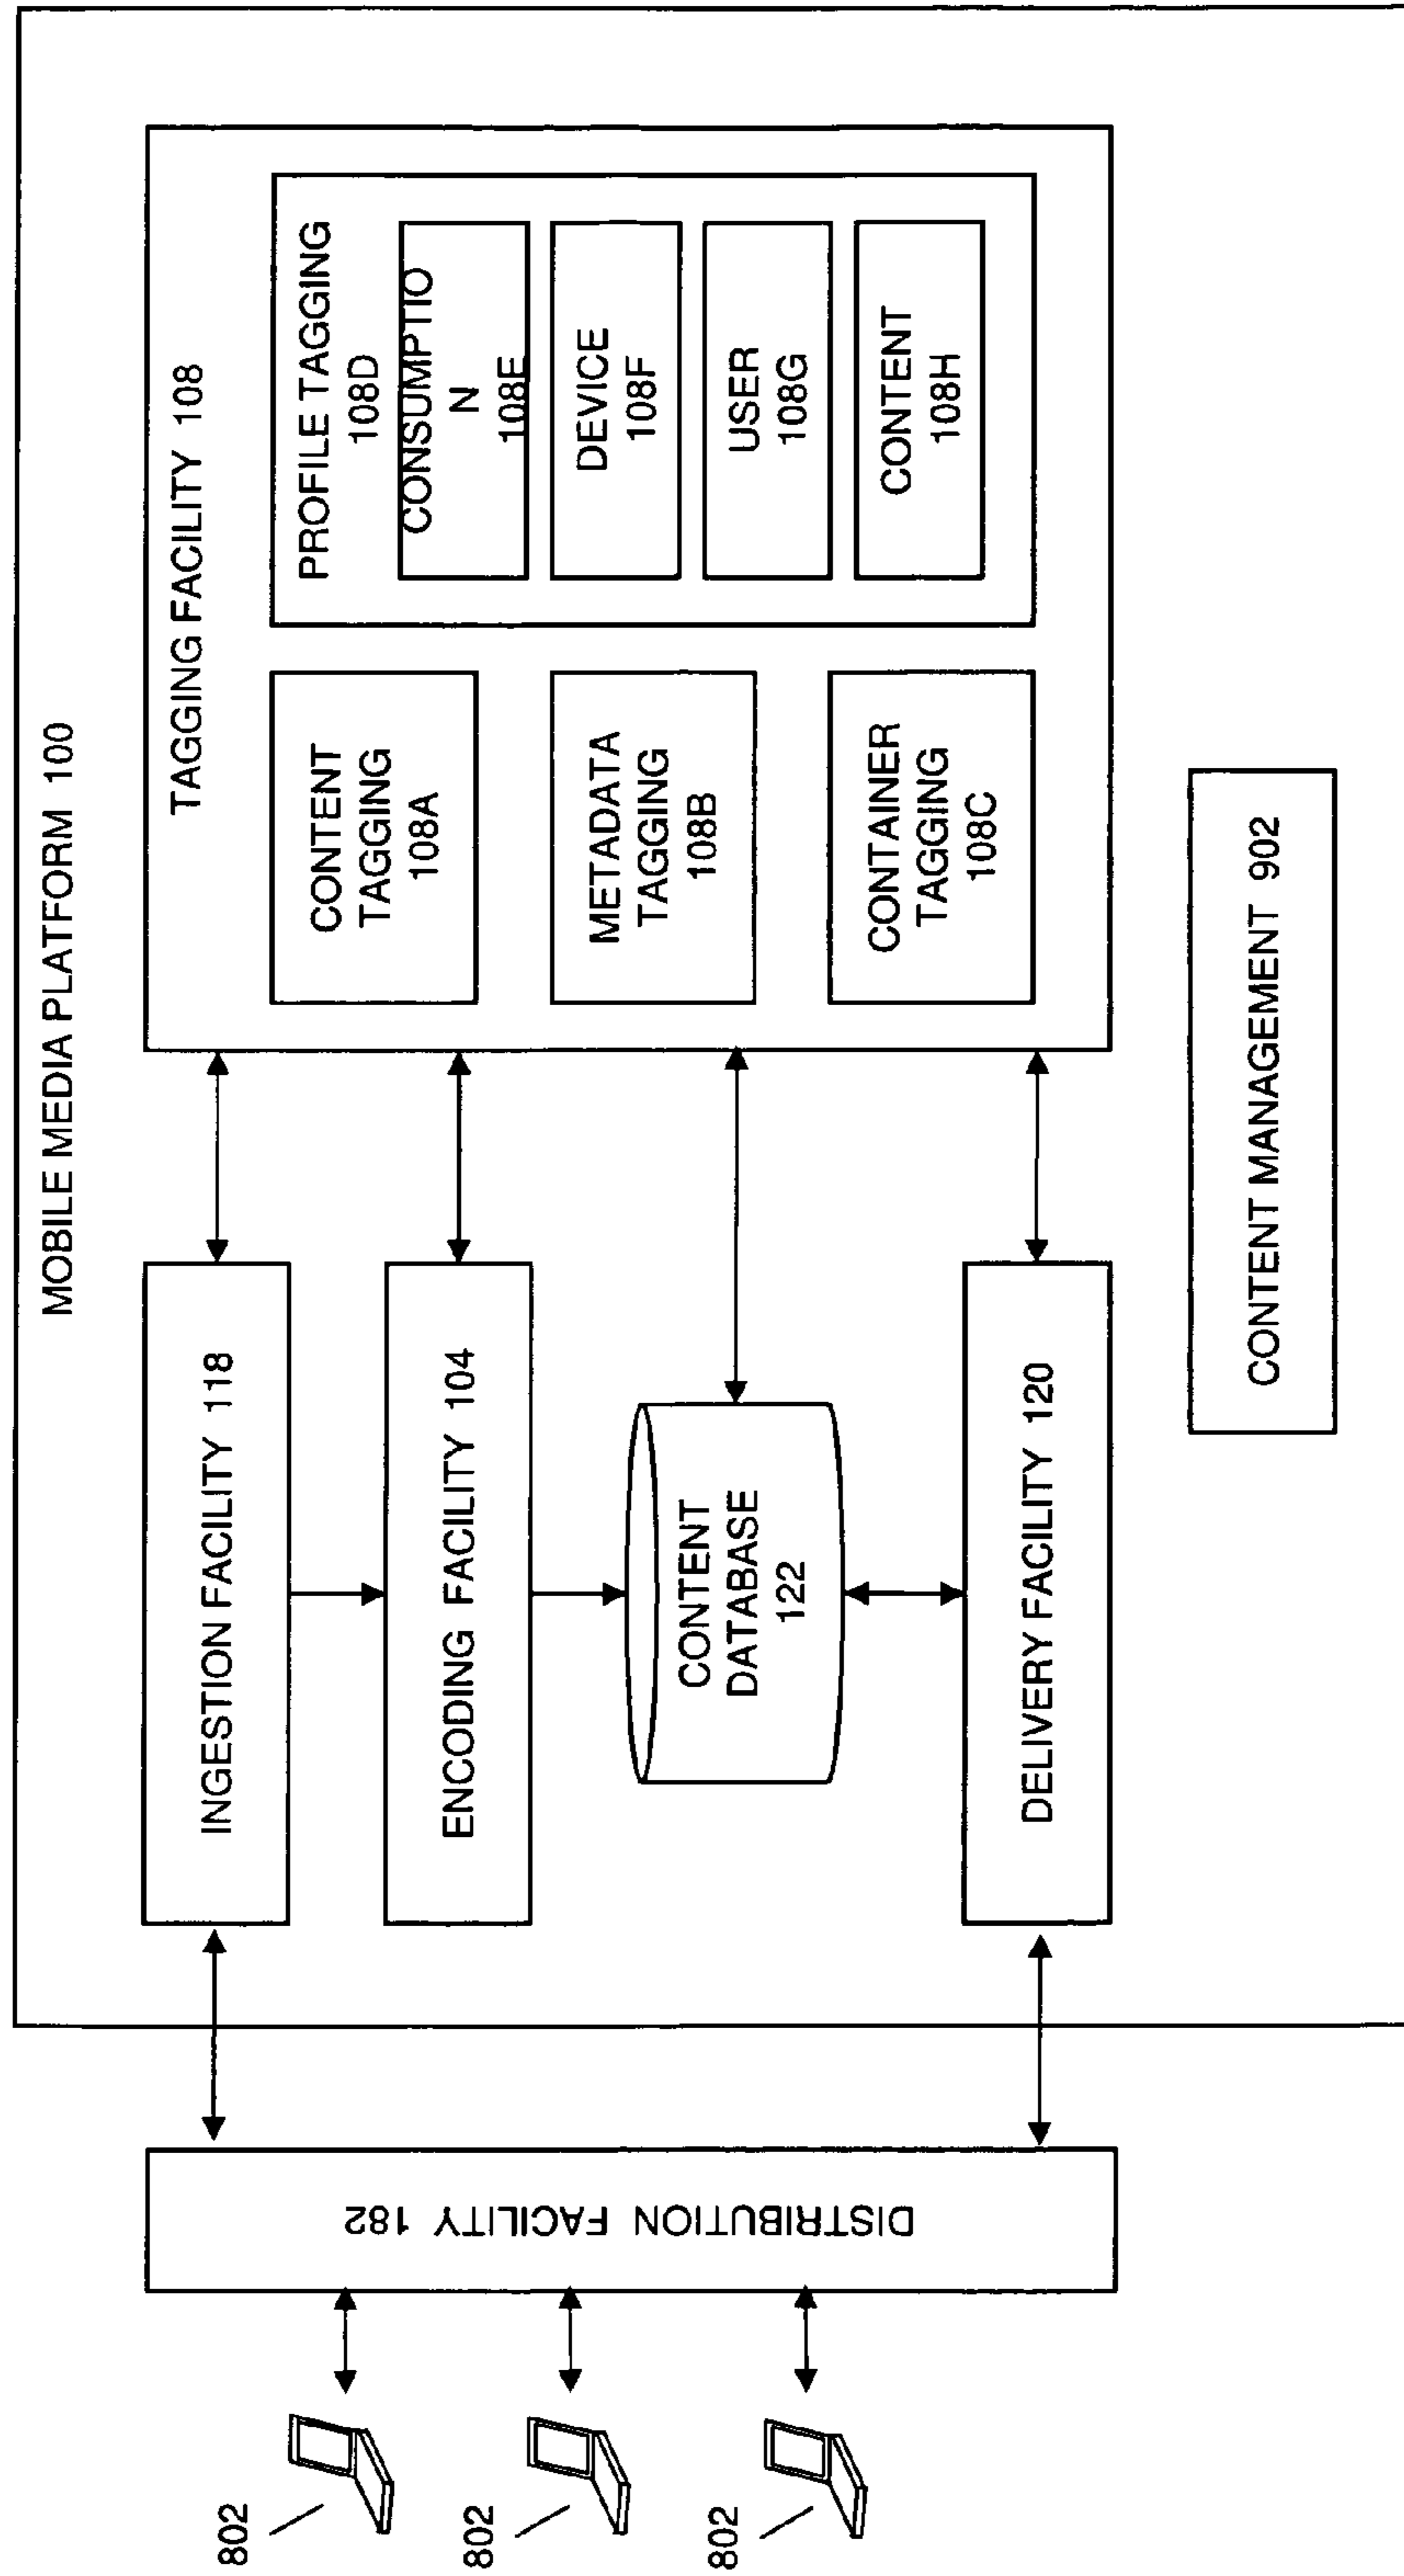 MOBILE MEDIA PLATFORM 100
802
802
802
DISTRIBUTION FACILITY 182
INGESTION FACILITY 118
ENCODING FACILITY 104
CONTENT
DATABASE
122
DELIVERY FACILITY 120
TAGGING FACILITY 108
CONTENT
TAGGING
108A
METADATA
TAGGING
108B
CONTAINER
TAGGING
108C
PROFILE TAGGING
108D
CONSUMPTIO
N
108E
DEVICE
108F
USER
108G
CONTENT
108H
CONTENT MANAGEMENT 902